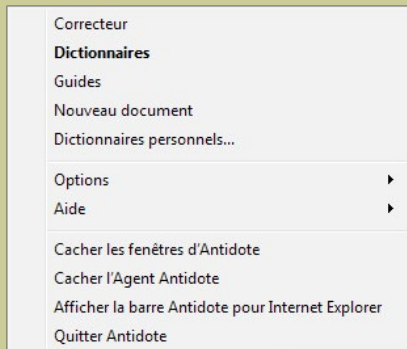 Correcteur
Dictionnaires
Guides
Nouveau document
Dictionnaires personnels...
Options
Aide
Cacher les fenêtres d'Antidote
Cacher l'Agent Antidote
Afficher la barre Antidote pour Internet Explorer
Quitter Antidote